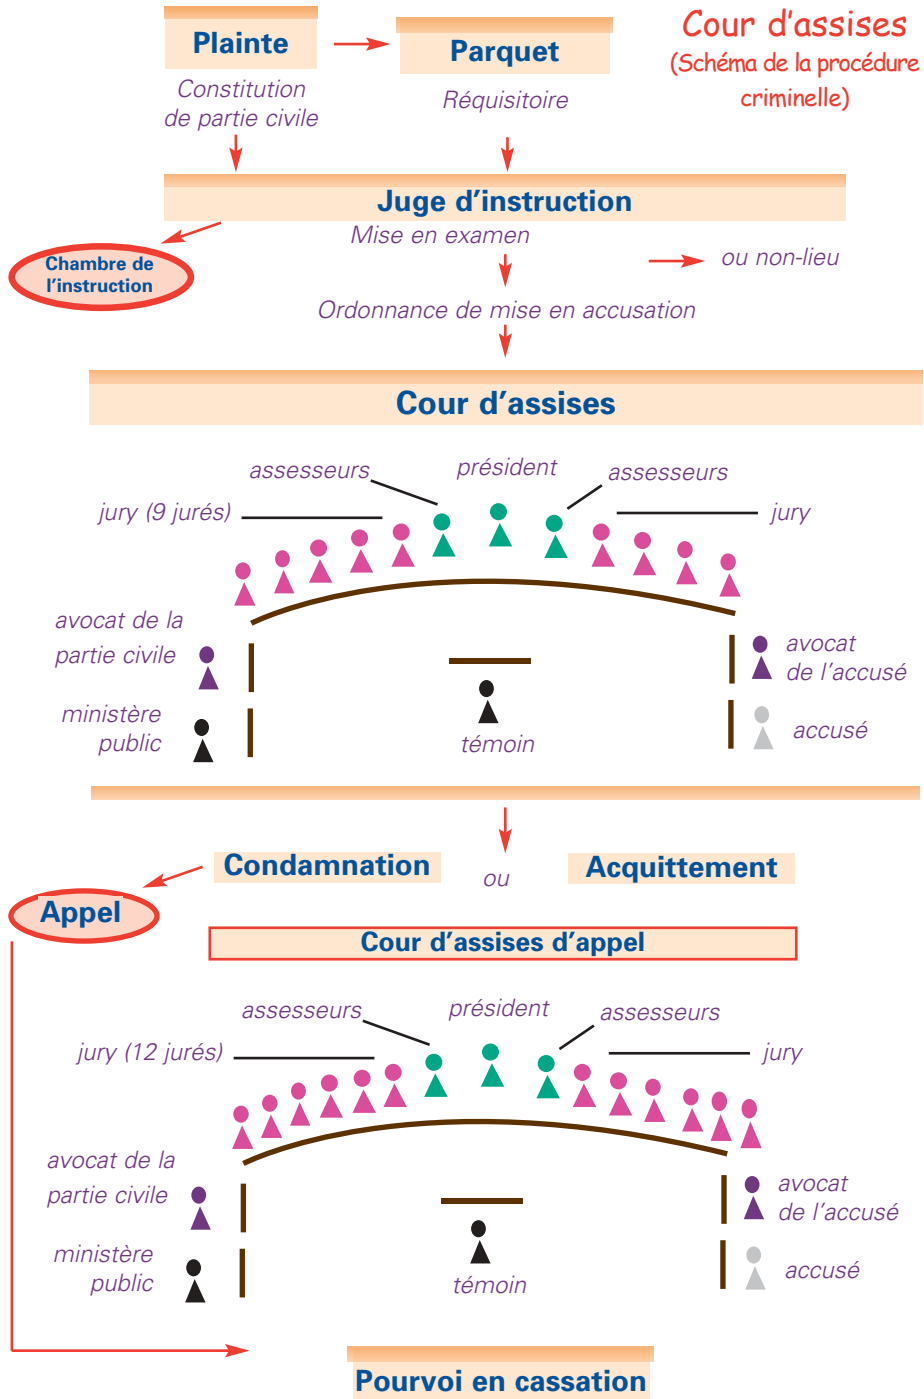 Cour d'assises
(Schéma de la procédure
criminelle)
Plainte
Parquet
Constitution
de partie civile
Réquisitoire
Juge d'instruction
Mise en examen
Chambre de
l'instruction
ou non-lieu
Ordonnance de mise en accusation
Cour d'assises
assesseurs
président
assesseurs
jury (9 jurés)
jury
avocat de la
partie civile
avocat
de l'accusé
ministère
public
témoin
accusé
Condamnation
ou
Acquittement
Appel
Cour d'assises d'appel
assesseurs
président
assesseurs
jury (12 jurés)
jury
avocat de la
partie civile
avocat
de l'accusé
ministère
public
témoin
accusé
Pourvoi en cassation